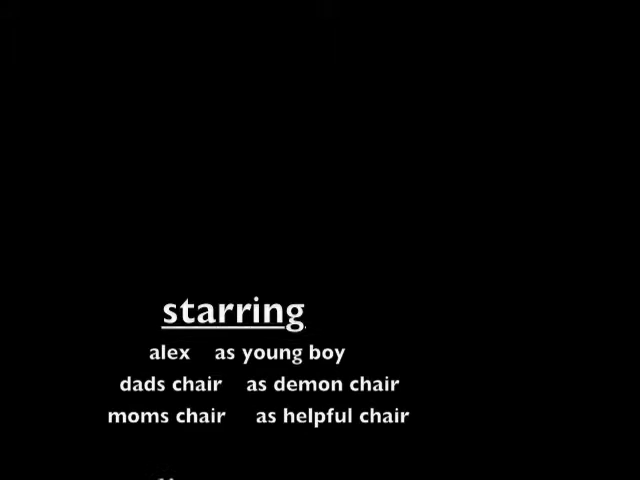 starring
alex as young boy
dads chair as demon chair
moms chair as helpful chair